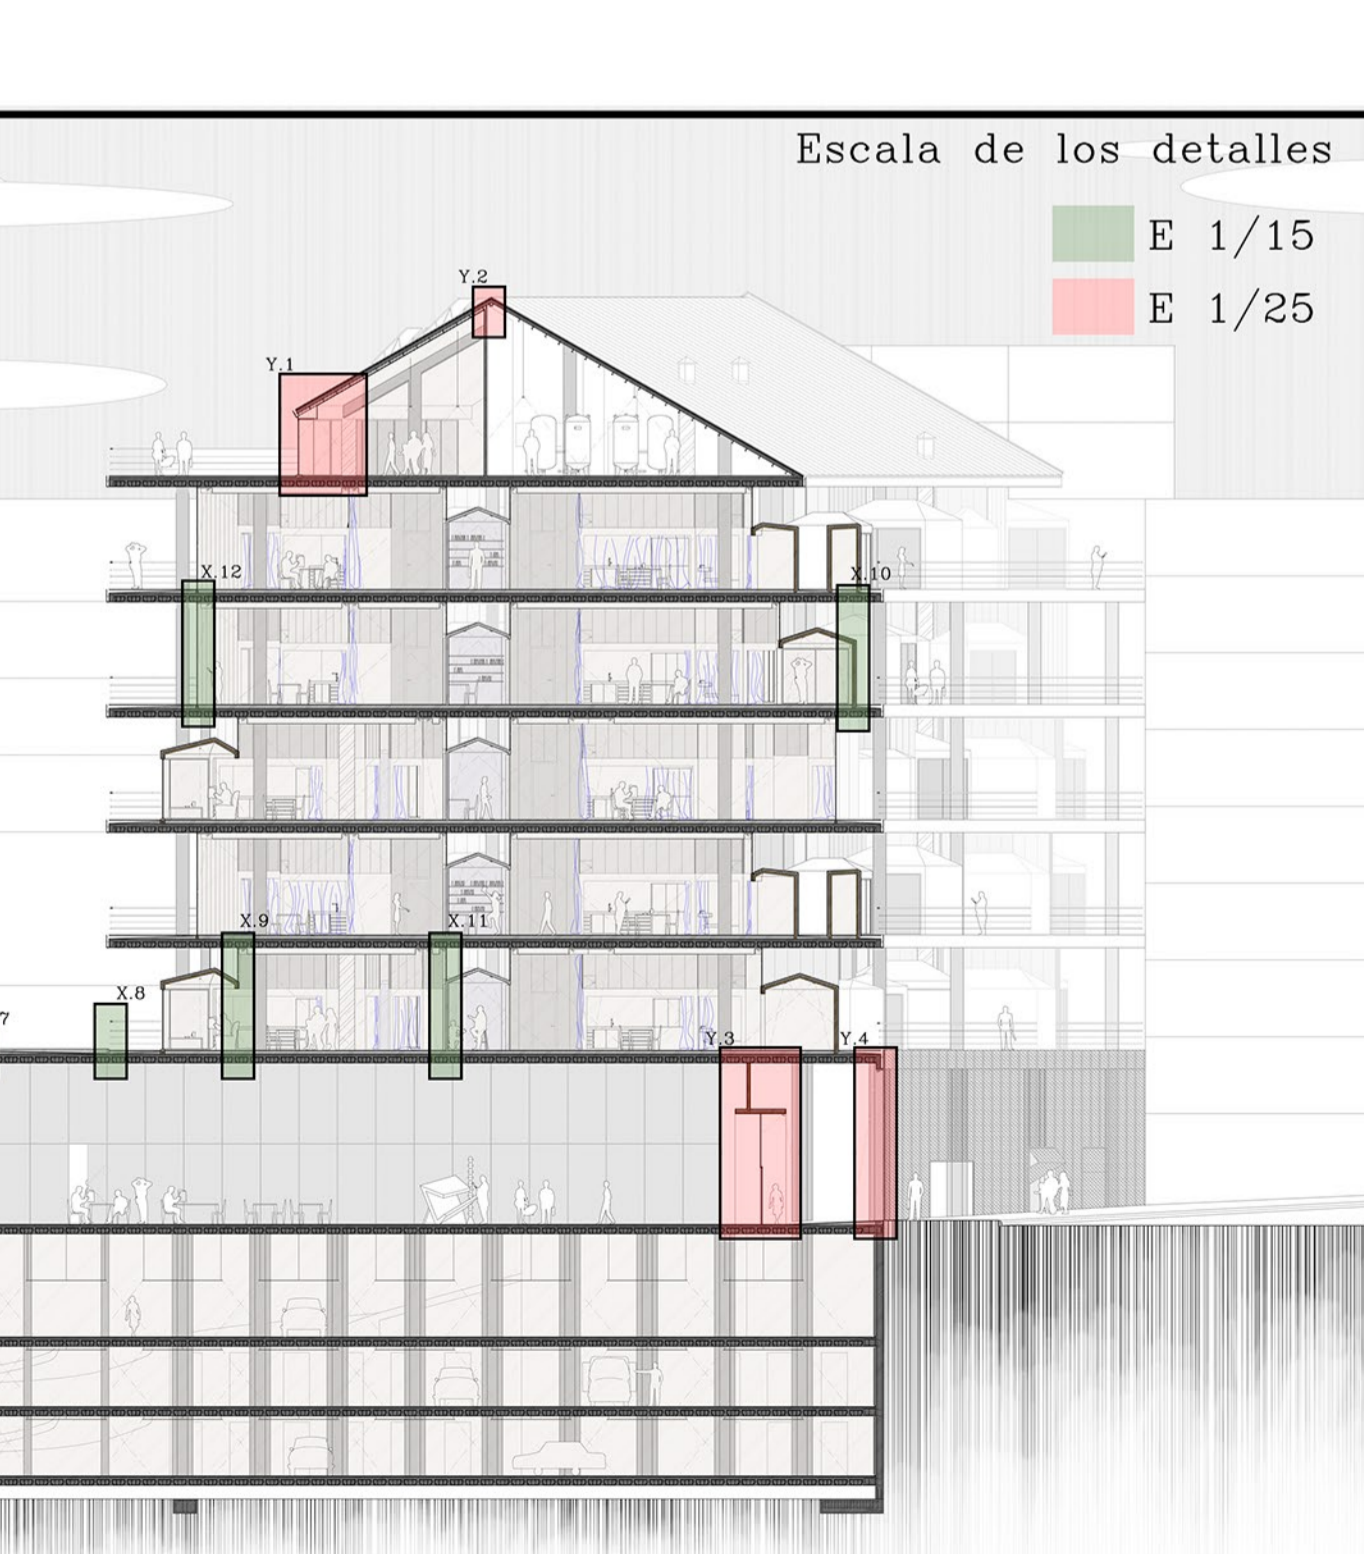 Escala de los detalles
E 1/15
E 1/25
Y.2
Y.1
X.12
X.10
X.9
X.11
X.8
7
Y.3
Y.4